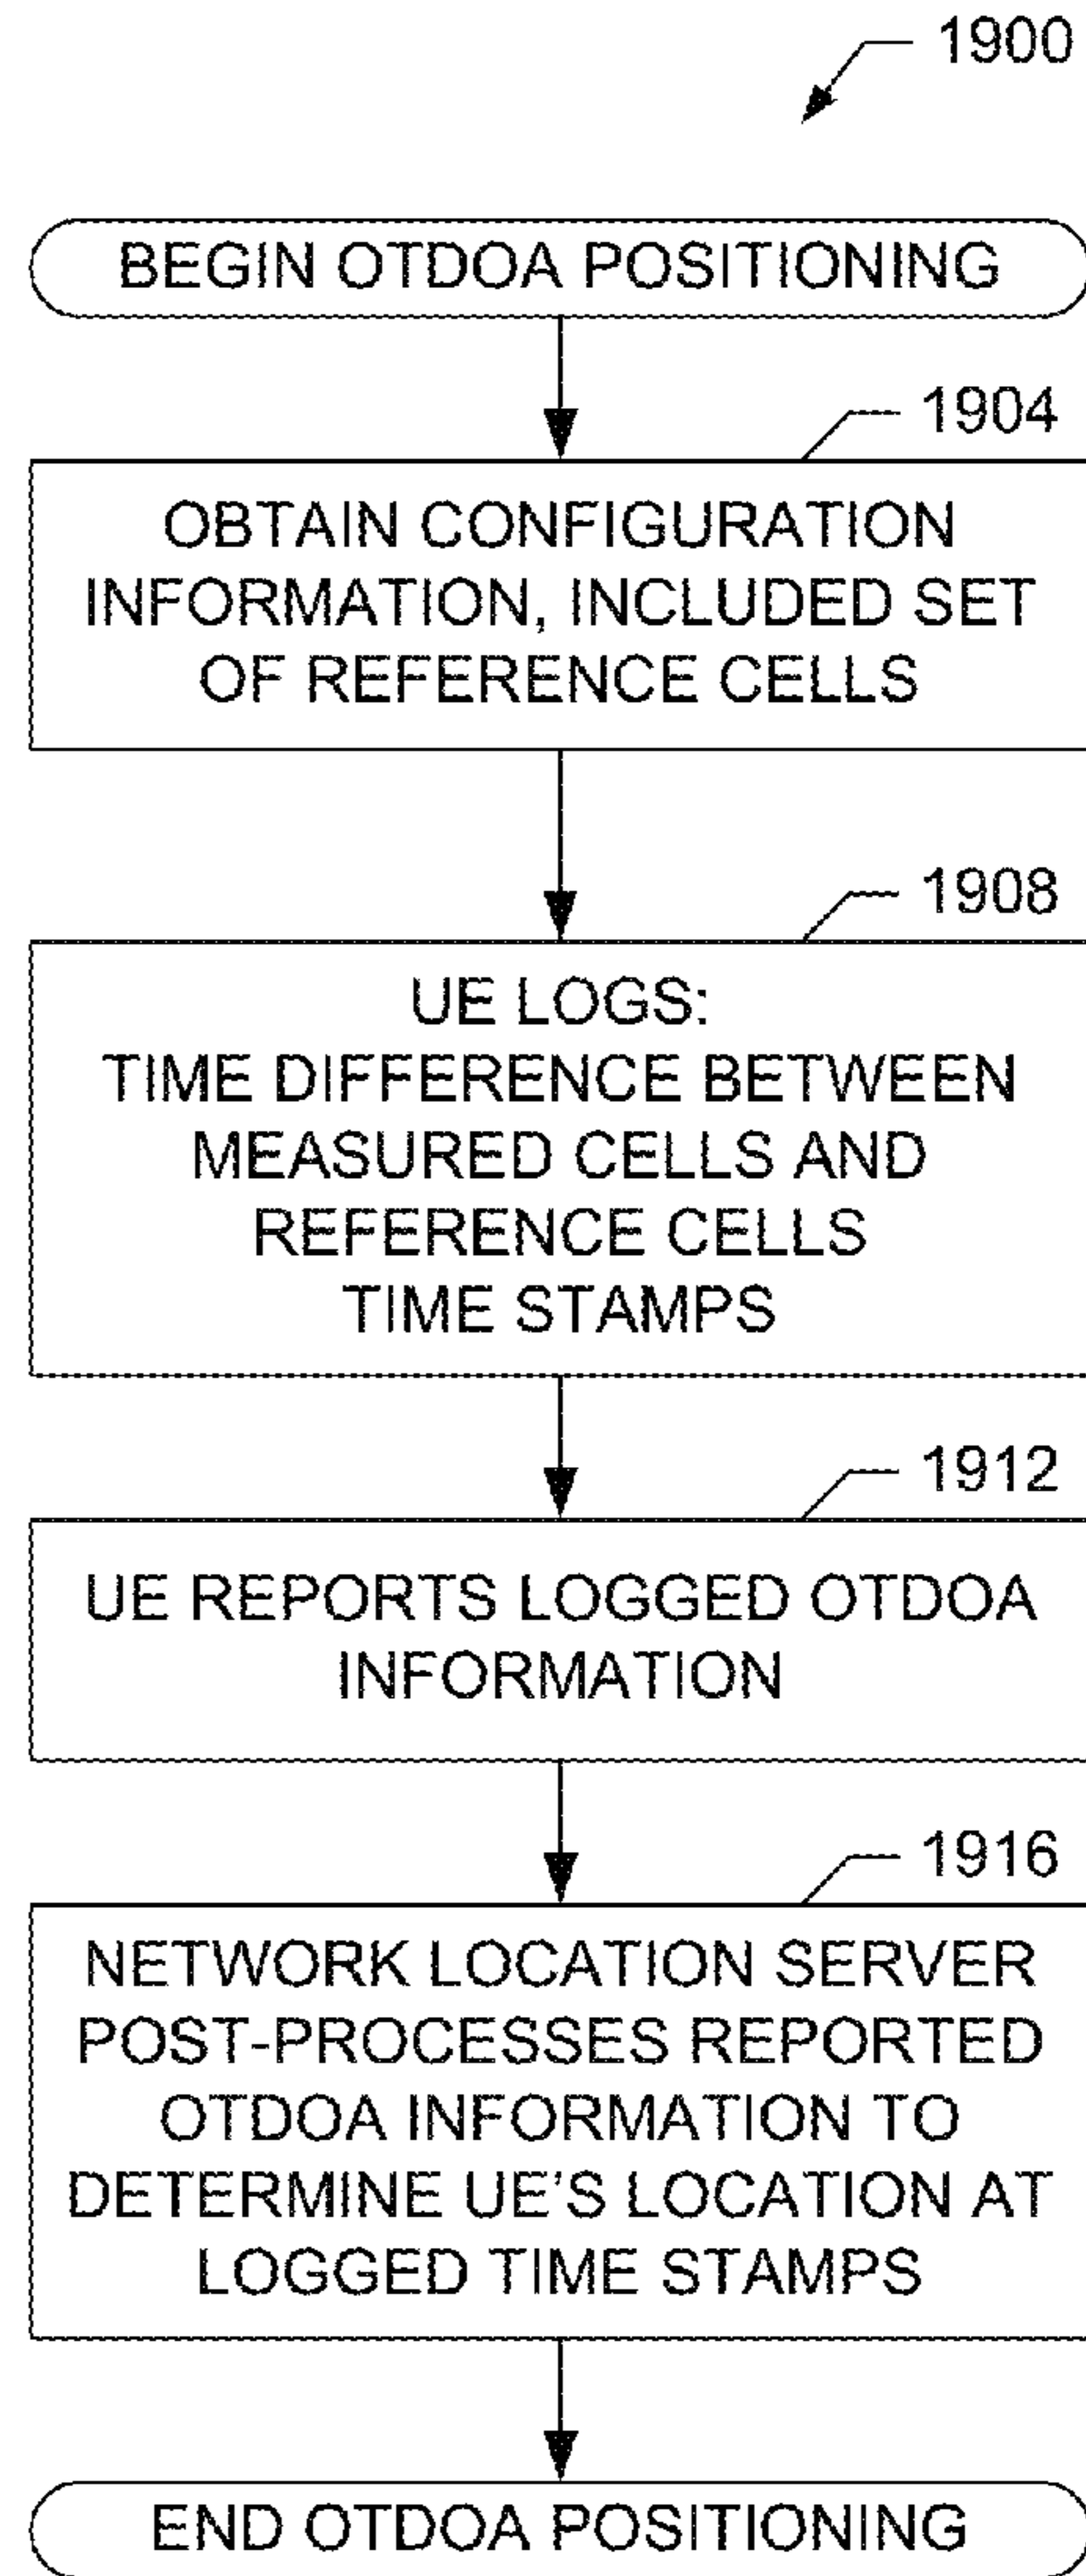 1900
BEGIN OTDOA POSITIONING
1904
OBTAIN CONFIGURATION
INFORMATION, INCLUDED SET
OF REFERENCE CELLS
1908
UE LOGS:
TIME DIFFERENCE BETWEEN
MEASURED CELLS AND
REFERENCE CELLS
TIME STAMPS
1912
UE REPORTS LOGGED OTDOA
INFORMATION
1916
NETWORK LOCATION SERVER
POST-PROCESSES REPORTED
OTDOA INFORMATION TO
DETERMINE UE'S LOCATION AT
LOGGED TIME STAMPS
END OTDOA POSITIONING